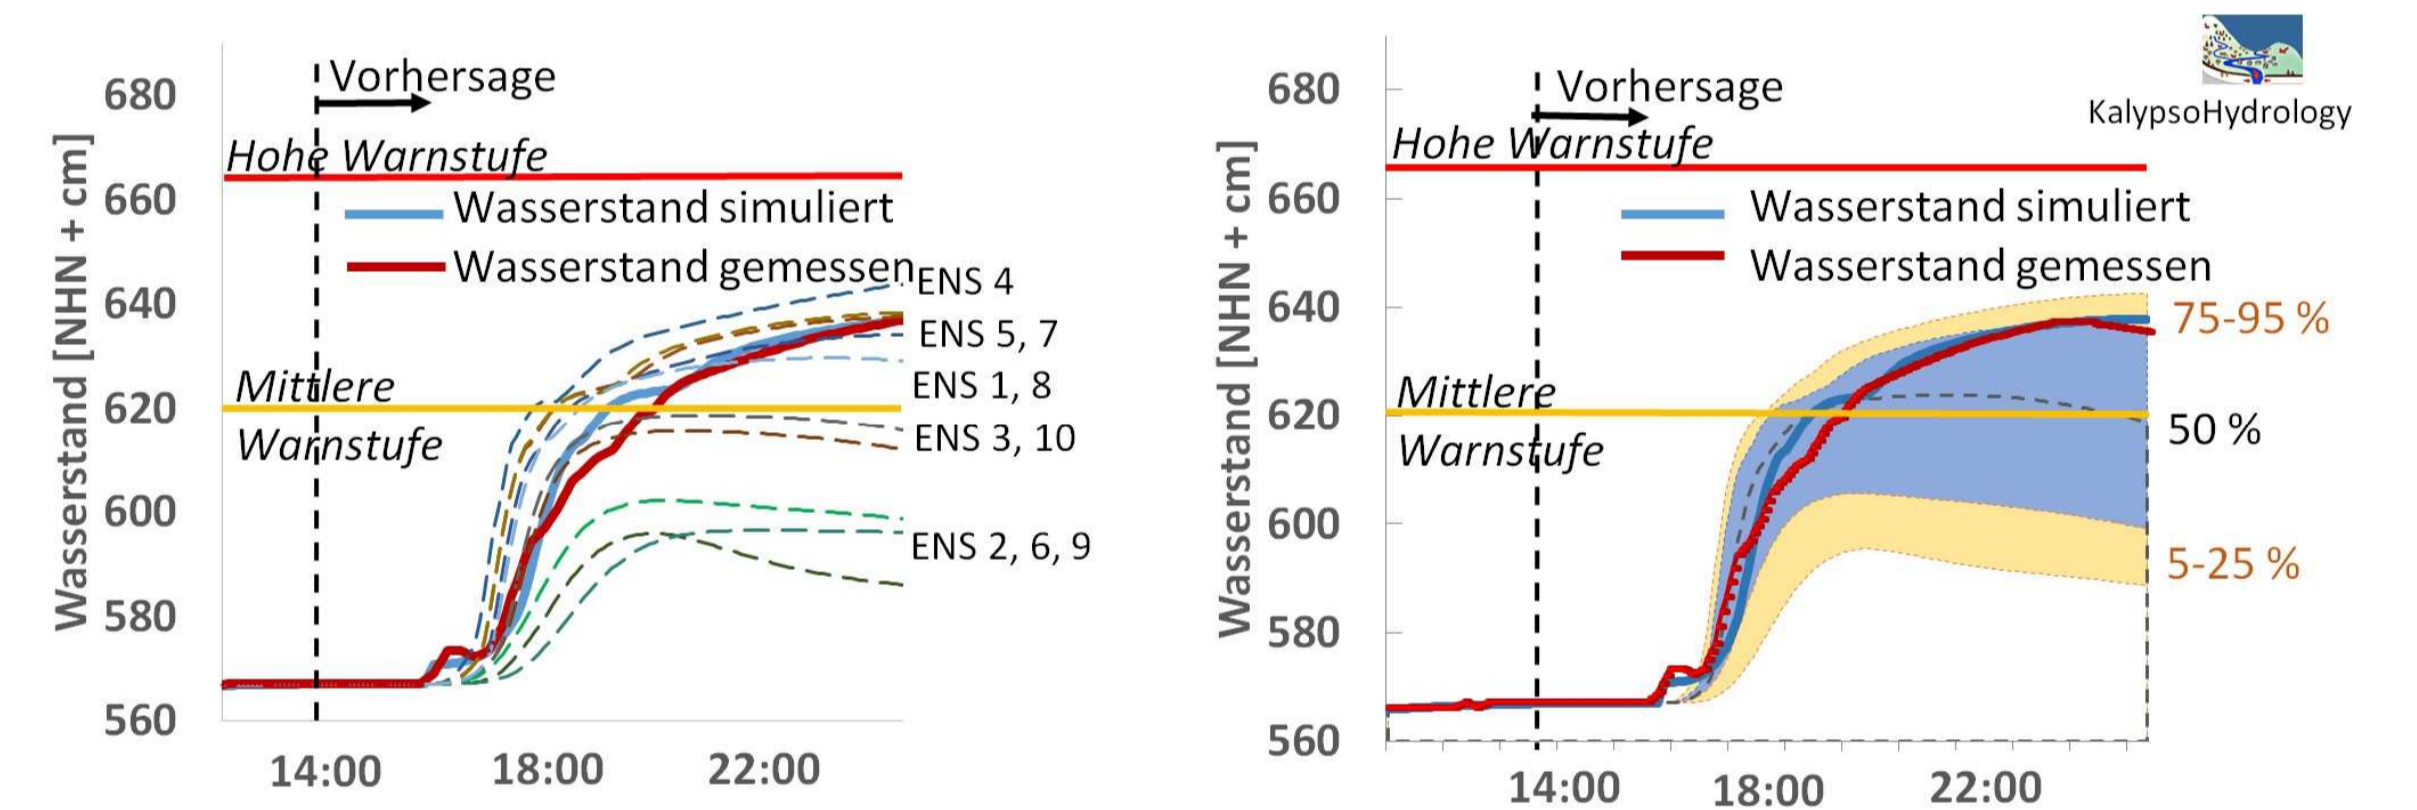 Wasserstand [NHN + cm]
680
660
640
620
600
580
560
Vorhersage
Hohe Warnstufe
Wasserstand simuliert
Wasserstand gemessen
Mittlere
Warnstufe
ENS 4
ENS 5, 7
ENS 1, 8
ENS 3, 10
ENS 2, 6, 9
14:00 18:00 22:00
Wasserstand [NHN + cm]
680
660
640
620
600
580
560
Vorhersage
Hohe Warnstufe
Wasserstand simuliert
Wasserstand gemessen
Mittlere
Warnstufe
75-95 %
50 %
5-25 %
14:00 18:00 22:00
KalypsoHydrology